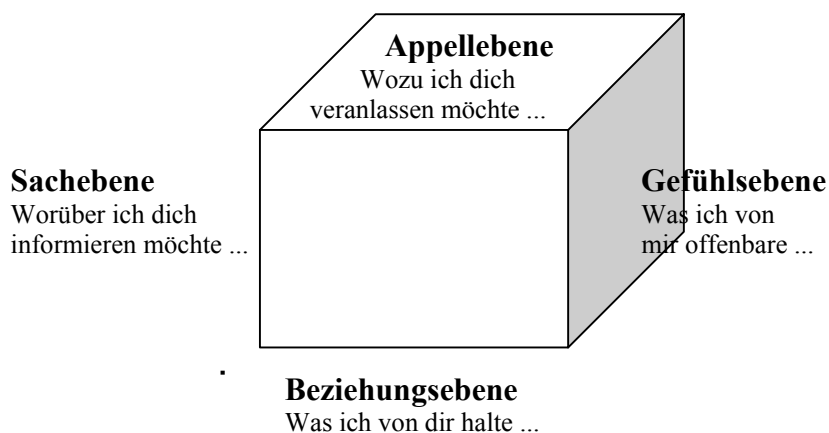 Appellebene
Wozu ich dich
veranlassen möchte ...
Sachebene
Worüber ich dich
informieren möchte ...
Gefühlsebene
Was ich von
mir offenbare ...
Beziehungsebene
Was ich von dir halte ...